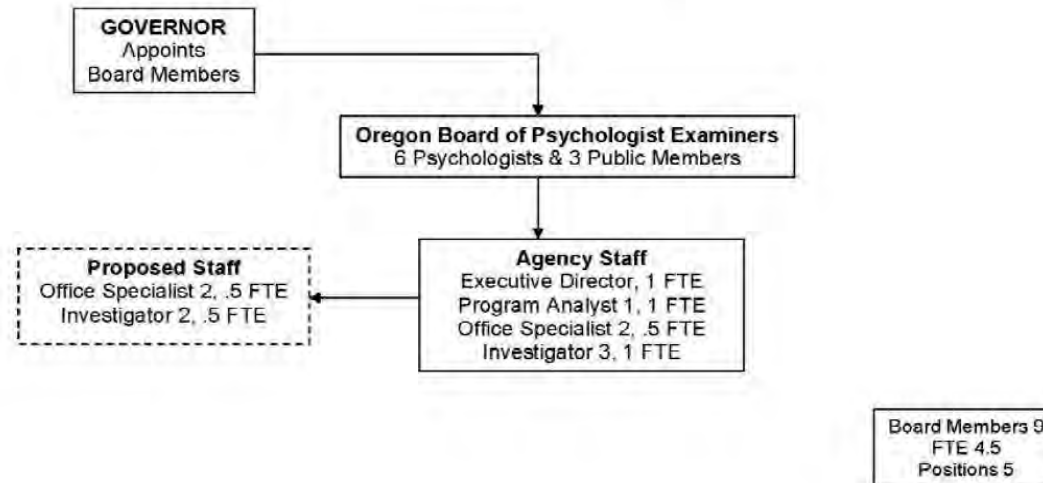 GOVERNOR
Appoints
Board Members
Oregon Board of Psychologist Examiners
6 Psychologists & 3 Public Members
Proposed Staff
Office Specialist 2, .5 FTE
Investigator 2, .5 FTE
Agency Staff
Executive Director, 1 FTE
Program Analyst 1, 1 FTE
Office Specialist 2, .5 FTE
Investigator 3, 1 FTE
Board Members 9
FTE 4.5
Positions 5